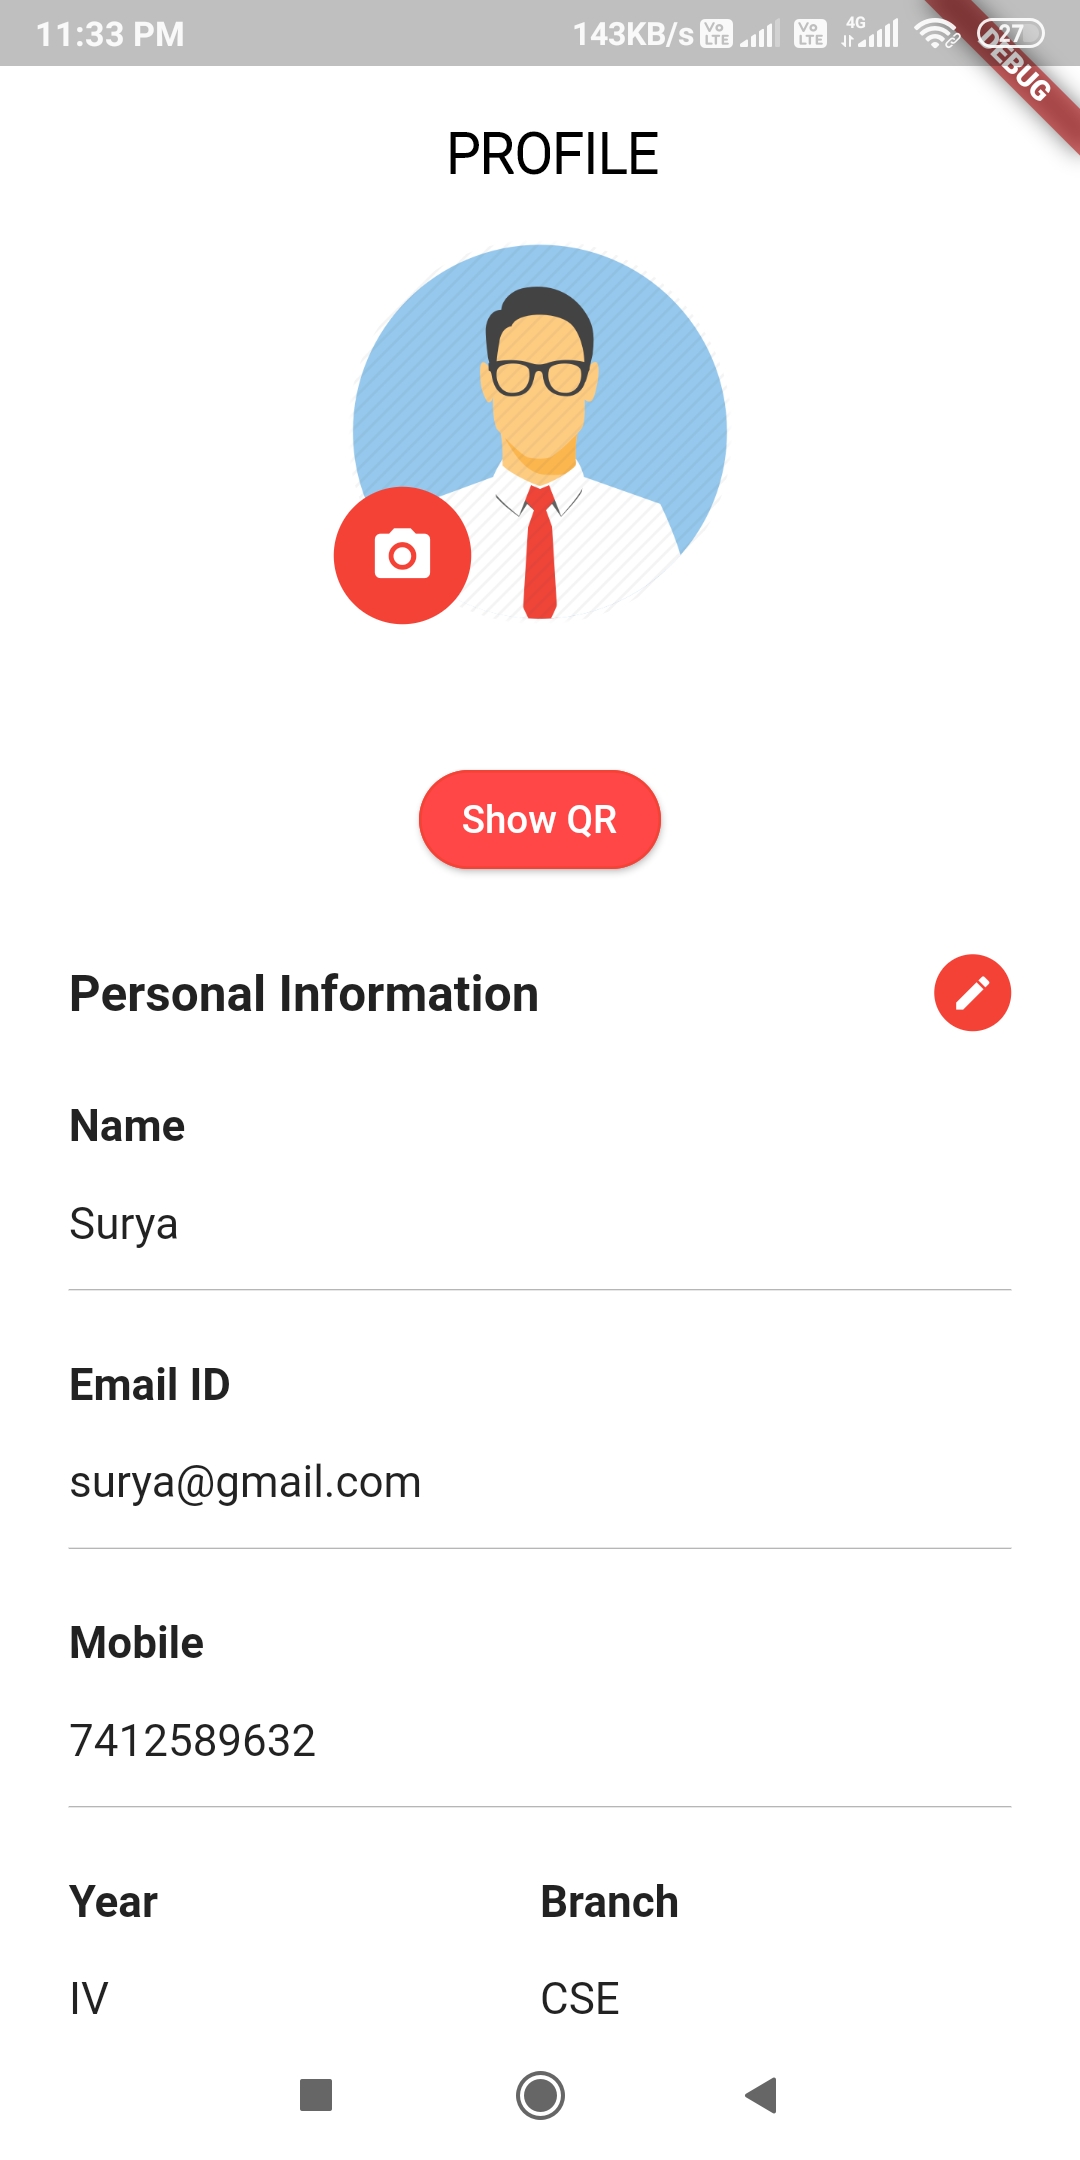 11:33 PM 143KB/s Vo LTE Vo LTE 4G 27
DEBUG
PROFILE
Show QR
Personal Information
Name
Surya
Email ID
surya@gmail.com
Mobile
7412589632
Year Branch
IV CSE